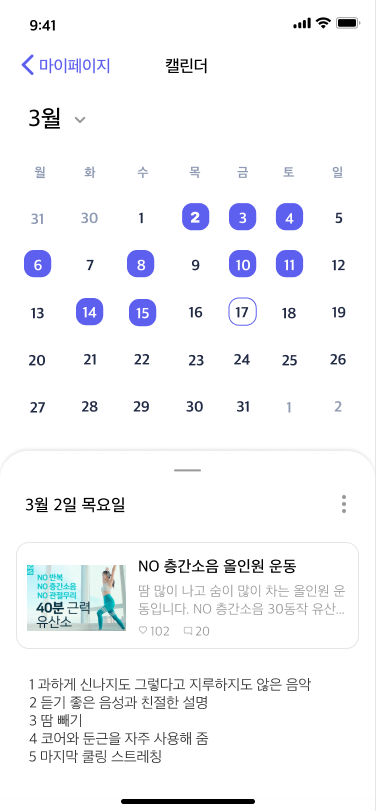 9:41
마이페이지 캘린더
3월
월 화 수 목 금 토 일
31 30 1 2 3 4 5
6 7 8 9 10 11 12
13 14 15 16 17 18 19
20 21 22 23 24 25 26
27 28 29 30 31 1 2
3월 2일 목요일
NO 반복
NO 층간소음
NO 관절무리
40분 근력
유산소
NO 층간소음 올인원 운동
땀 많이 나고 숨이 많이 차는 올인원 운
동입니다. NO 층간소음 30동작 유산...
102 20
1 과하게 신나지도 그렇다고 지루하지도 않은 음악
2 듣기 좋은 음성과 친절한 설명
3 땀 빼기
4 코어와 둔근을 자주 사용해 줌
5 마지막 쿨링 스트레칭